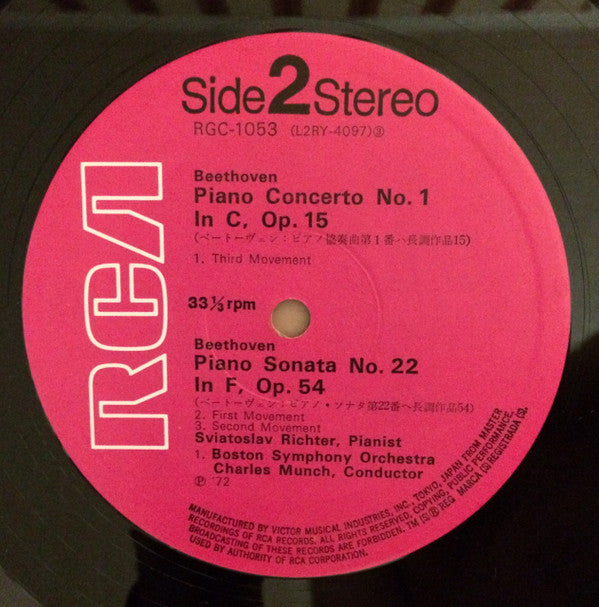 Side 2 Stereo
RGC-1053 (L2RY-4097)③
RCA
Beethoven
Piano Concerto No. 1
In C, Op. 15
(ベートーヴェン:ピアノ協奏曲第1番ハ長調作品15)
1. Third Movement
33⅓ rpm
Beethoven
Piano Sonata No. 22
In F, Op. 54
(ベートーヴェン:ピアノ・ソナタ第22番ヘ長調作品54)
2. First Movement
3. Second Movement
Sviatoslav Richter, Pianist
1. Boston Symphony Orchestra
Charles Munch, Conductor
Ⓟ '72
MANUFACTURED BY VICTOR MUSICAL INDUSTRIES, INC., TOKYO, JAPAN FROM MASTER
RECORDINGS OF RCA RECORDS. ALL RIGHTS RESERVED. COPYING, PUBLIC PERFORMANCE,
BROADCASTING OF THESE RECORDS ARE FORBIDDEN. TM(S)® REG. MARCA(S) REGISTRADA(S).
USED BY AUTHORITY OF RCA CORPORATION